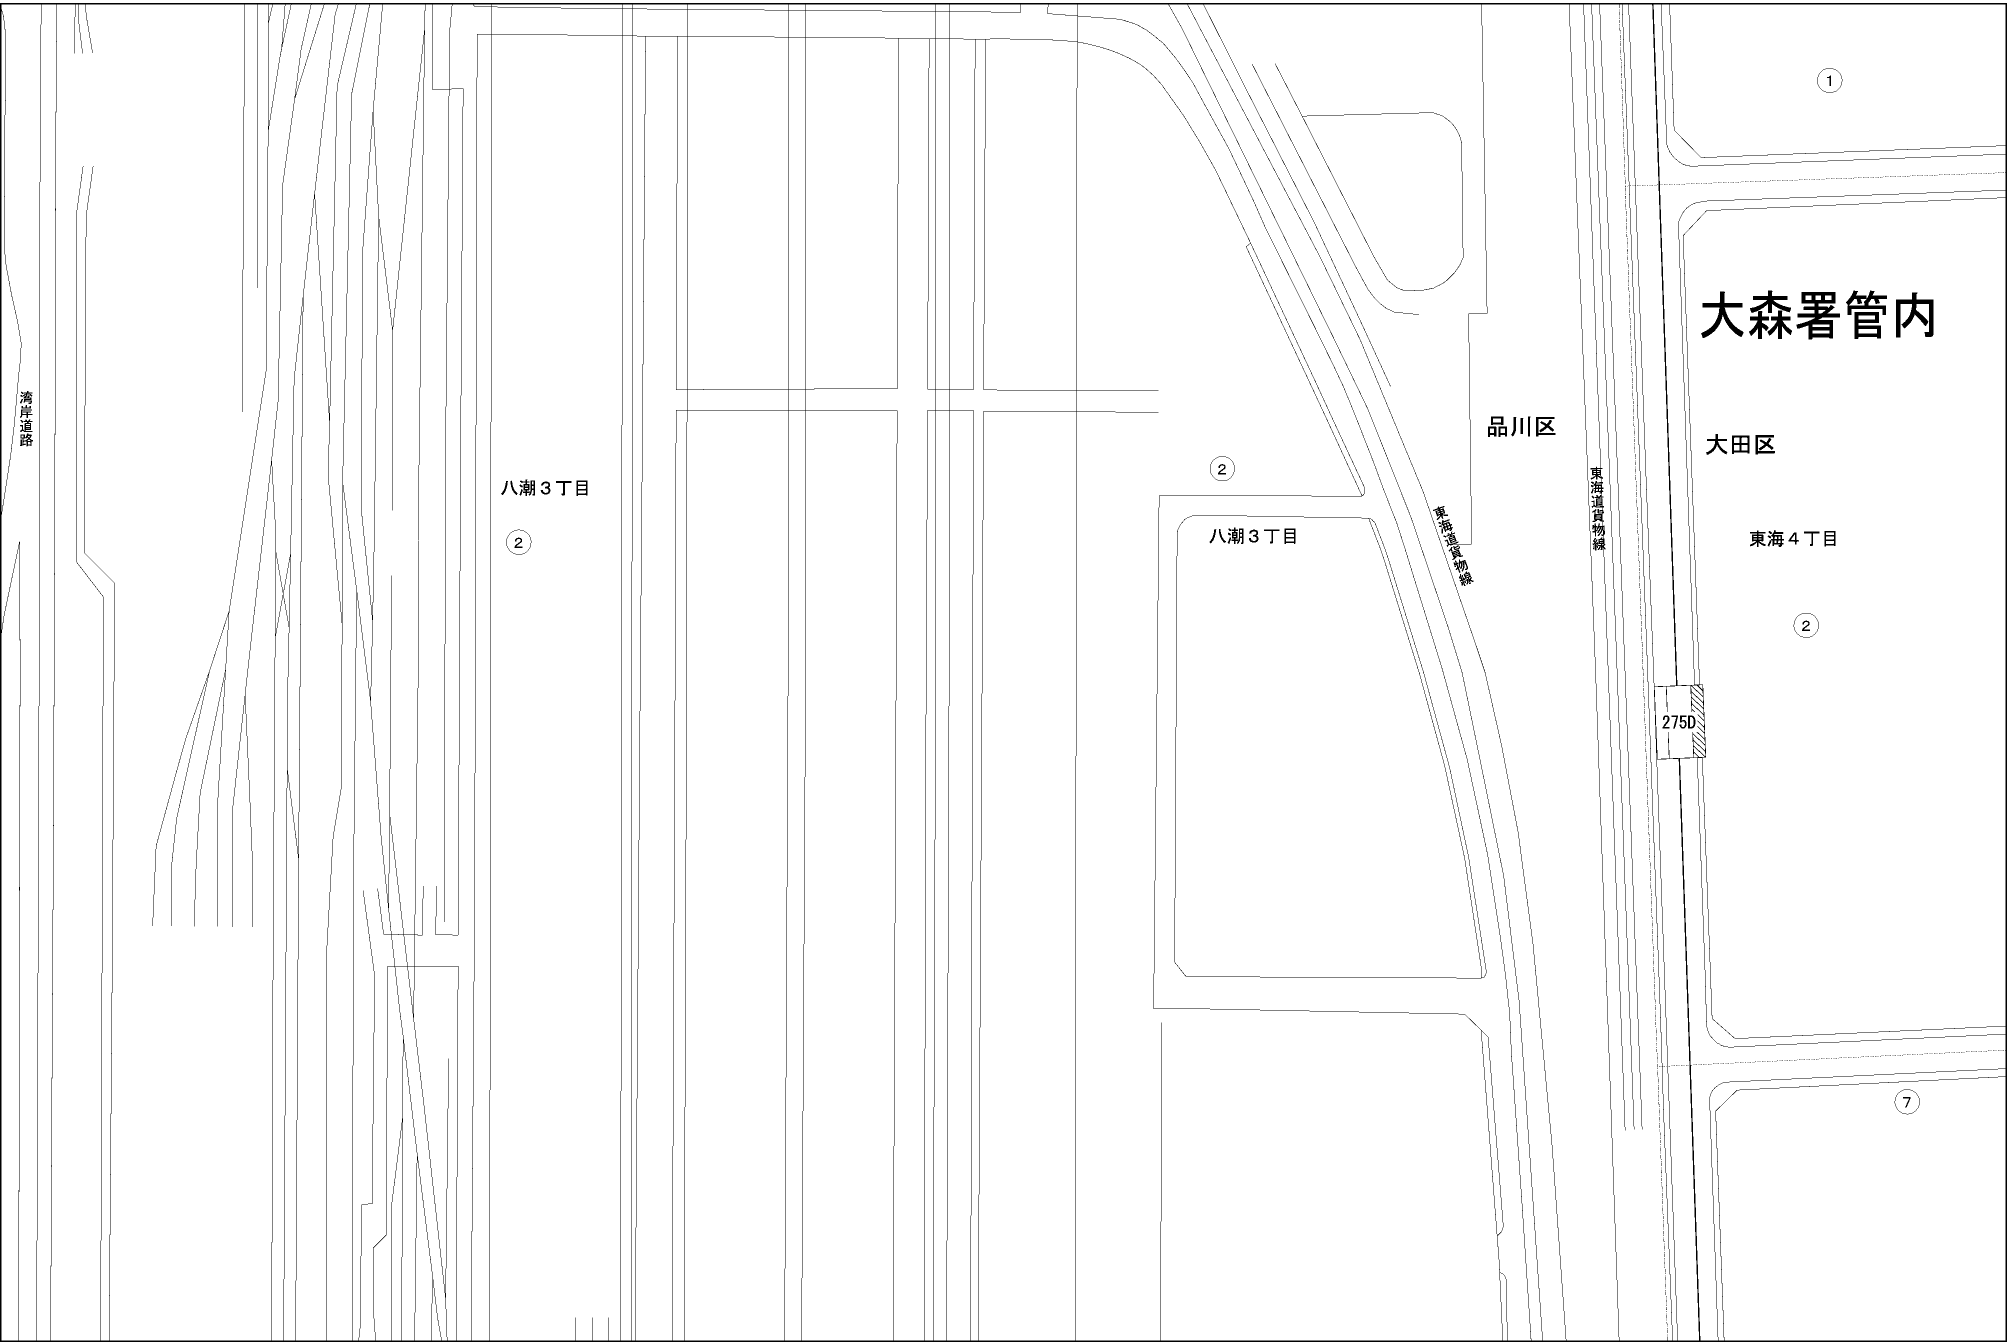 ①
大森署管内
湾岸道路
品川区
大田区
八潮３丁目
②
②
八潮３丁目
東海道貨物線
東海道貨物線
東海４丁目
②
275D
⑦